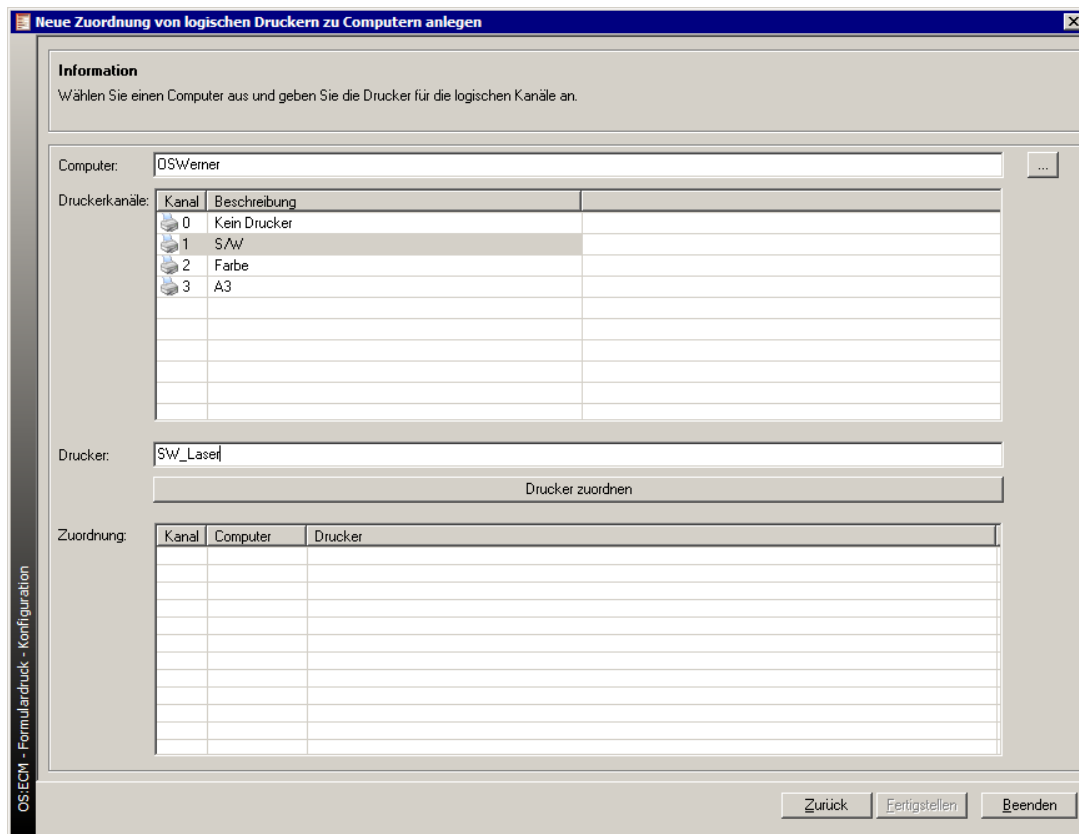 Neue Zuordnung von logischen Druckern zu Computern anlegen
Information
Wählen Sie einen Computer aus und geben Sie die Drucker für die logischen Kanäle an.
Computer: OSWerner ...
Druckerkanäle: Kanal Beschreibung
0 Kein Drucker
1 S/W
2 Farbe
3 A3
Drucker: SW_Laser
Drucker zuordnen
Zuordnung: Kanal Computer Drucker
OS:ECM - Formulardruck - Konfiguration
Zurück Fertigstellen Beenden